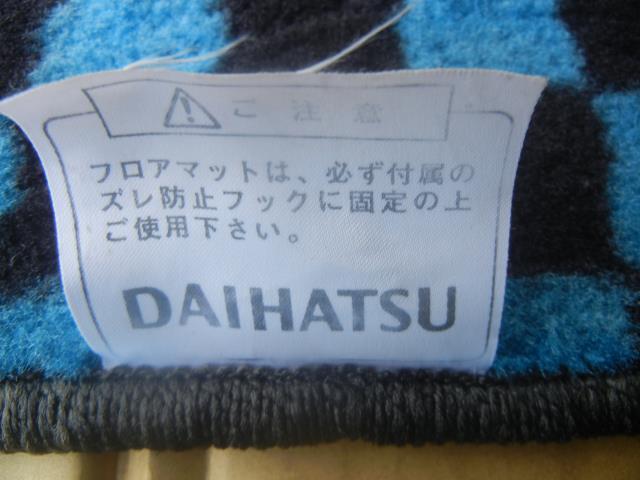 ご注意
フロアマットは、必ず付属の
ズレ防止フックに固定の上
ご使用下さい。
DAIHATSU